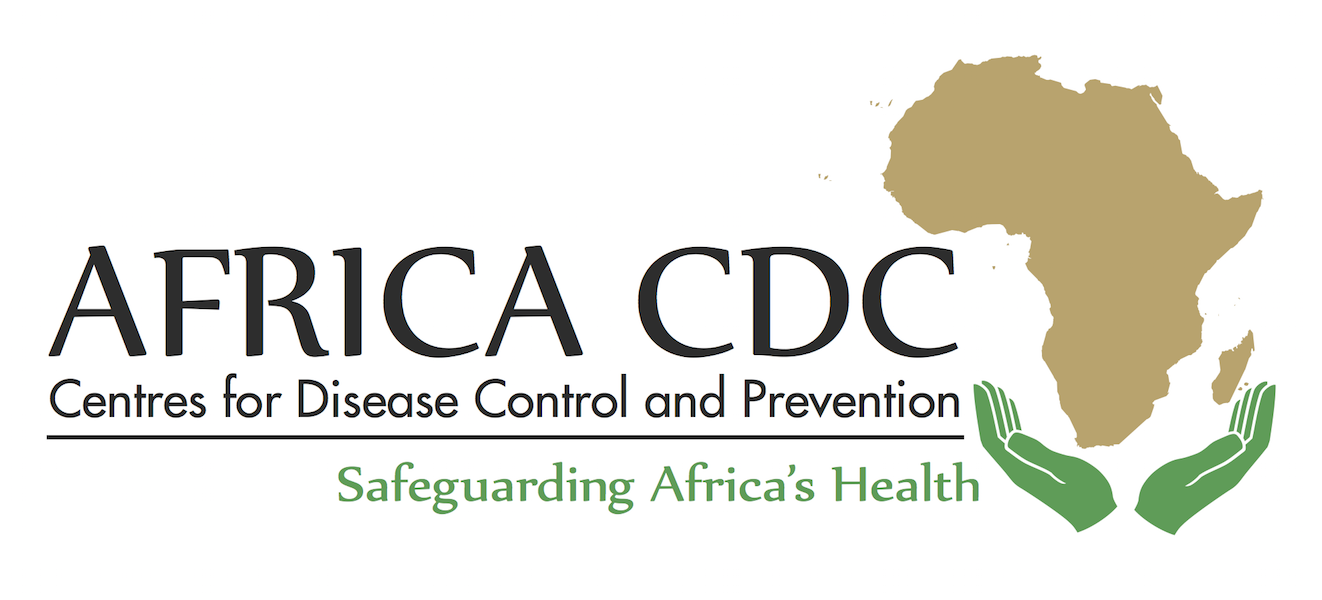 AFRICA CDC
Centres for Disease Control and Prevention
Safeguarding Africa’s Health